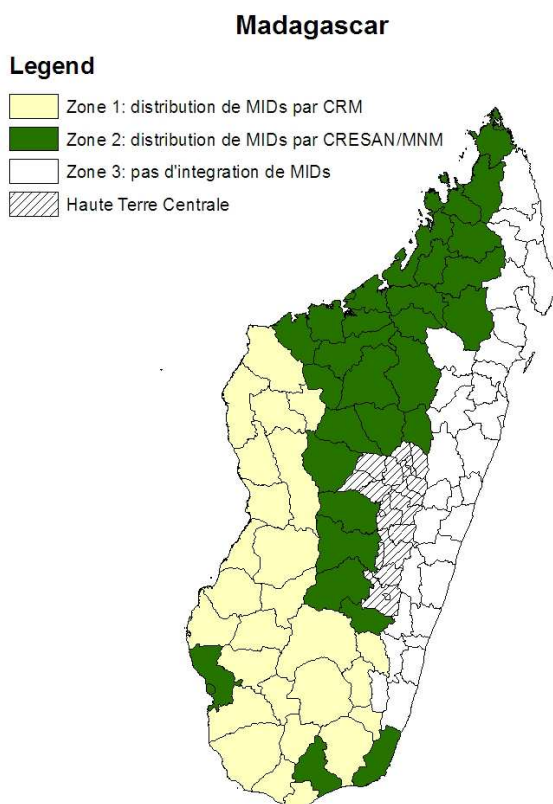 Madagascar
Legend
Zone 1: distribution de MIDs par CRM
Zone 2: distribution de MIDs par CRESAN/MNM
Zone 3: pas d'integration de MIDs
Haute Terre Centrale